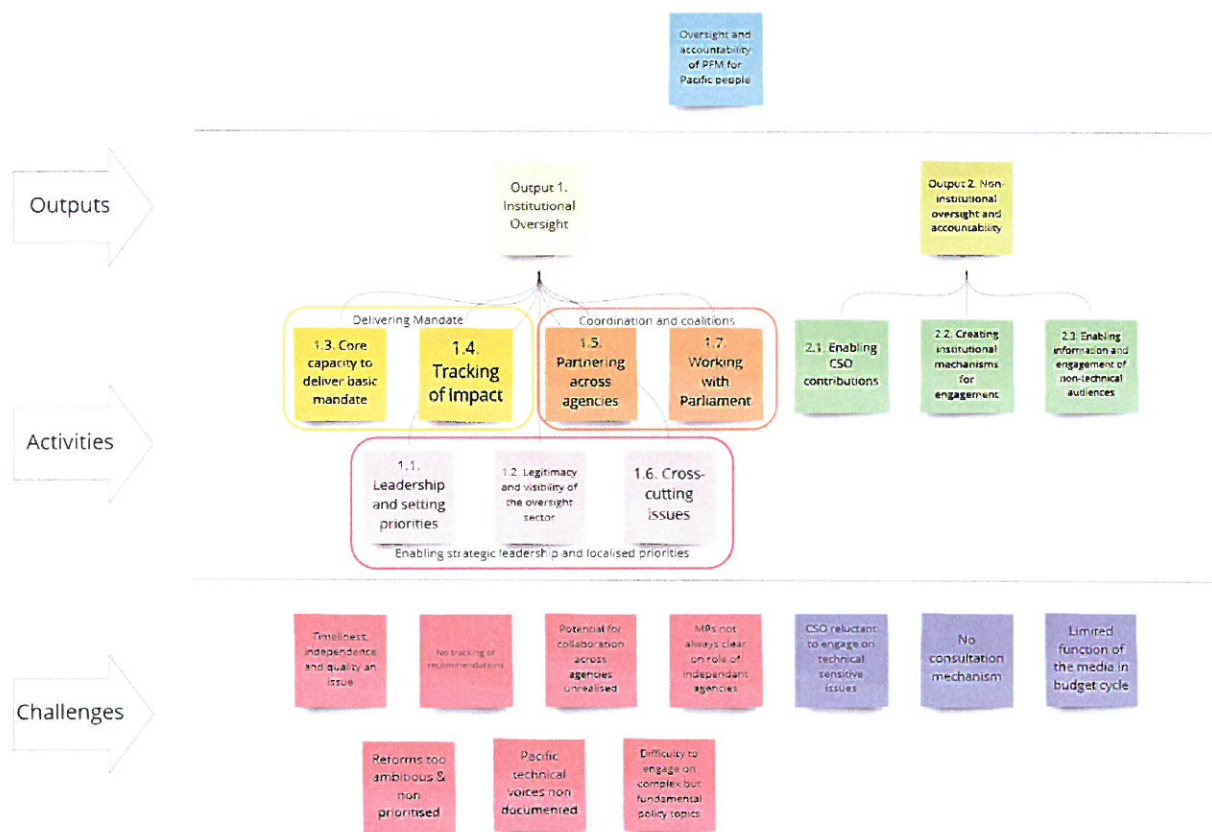 Oversight and
accountability
of PFM for
Pacific people
Outputs
Output 1.
Institutional
Oversight
Output 2. Non-
institutional
oversight and
accountability
Activities
Delivering Mandate
1.3. Core
capacity to
deliver basic
mandate
1.4.
Tracking
of Impact
Coordination and coalitions
1.5.
Partnering
across
agencies
1.7.
Working
with
Parliament
2.1. Enabling
CSO
contributions
2.2. Creating
institutional
mechanisms
for
engagement
2.3. Enabling
information and
engagement of
non-technical
audiences
1.1.
Leadership
and setting
priorities
1.2. Legitimacy
and visibility of
the oversight
sector
1.6. Cross-
cutting
issues
Enabling strategic leadership and localised priorities
Challenges
Timeliness,
independence
and quality an
issue
No tracking of
recommendations
Potential for
collaboration
across
agencies
unrealised
MPs not
always clear
on role of
independant
agencies
CSO reluctant
to engage on
technical
sensitive
issues
No
consultation
mechanism
Limited
function of
the media in
budget cycle
Reforms too
ambitious &
non
prioritised
Pacific
technical
voices non
documented
Difficulty to
engage on
complex but
fundamental
policy topics